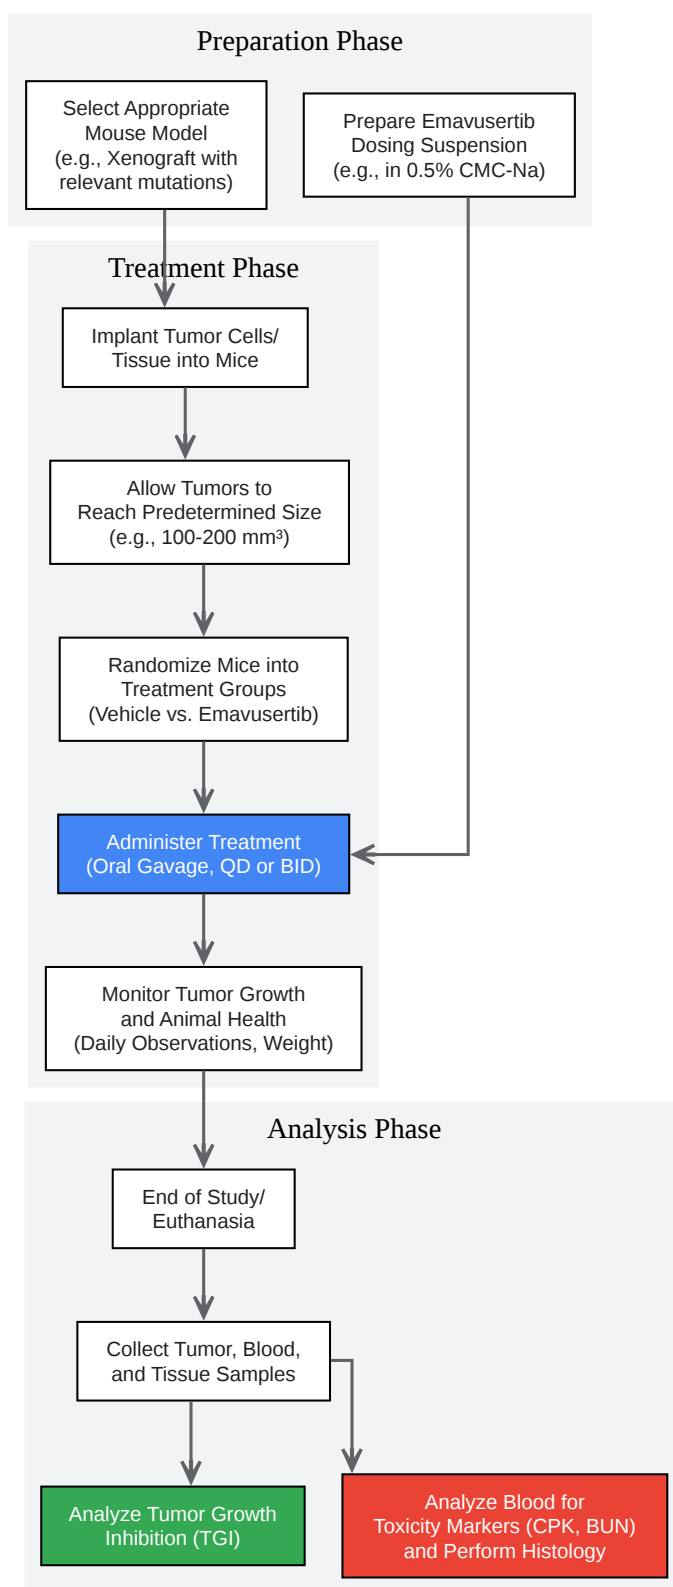 Preparation Phase
Select Appropriate
Mouse Model
(e.g., Xenograft with
relevant mutations)
Prepare Emavusertib
Dosing Suspension
(e.g., in 0.5% CMC-Na)
Treatment Phase
Implant Tumor Cells/
Tissue into Mice
Allow Tumors to
Reach Predetermined Size
(e.g., 100-200 mm³)
Randomize Mice into
Treatment Groups
(Vehicle vs. Emavusertib)
Administer Treatment
(Oral Gavage, QD or BID)
Monitor Tumor Growth
and Animal Health
(Daily Observations, Weight)
Analysis Phase
End of Study/
Euthanasia
Collect Tumor, Blood,
and Tissue Samples
Analyze Tumor Growth
Inhibition (TGI)
Analyze Blood for
Toxicity Markers (CPK, BUN)
and Perform Histology